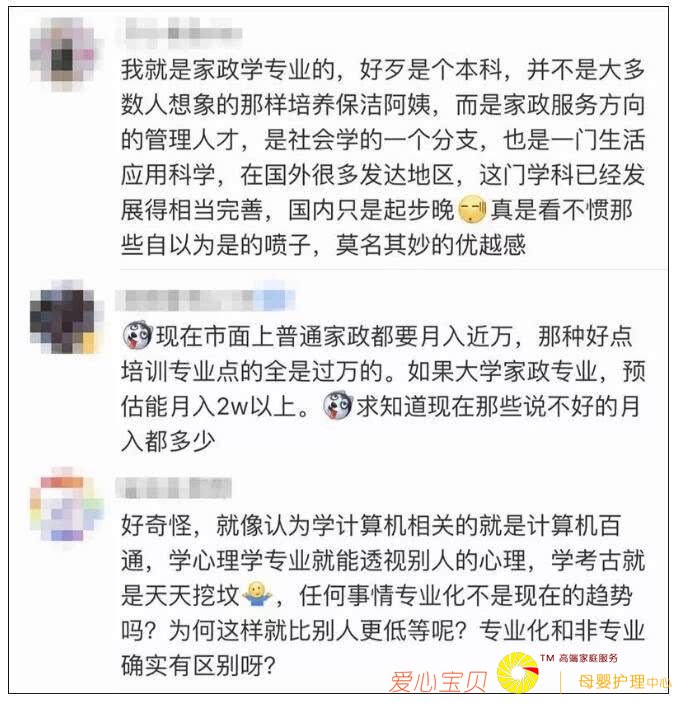 我就是家政学专业的，好歹是个本科，并不是大多
数人想象的那样培养保洁阿姨，而是家政服务方向
的管理人才，是社会学的一个分支，也是一门生活
应用科学，在国外很多发达地区，这门学科已经发
展得相当完善，国内只是起步晚真是看不惯那
些自以为是的喷子，莫名其妙的优越感
现在市面上普通家政都要月入近万，那种好点
培训专业点的全是过万的。如果大学家政专业，预
估能月入2w以上。求知道现在那些说不好的月
入都多少
好奇怪，就像认为学计算机相关的就是计算机百
通，学心理学专业就能透视别人的心理，学考古就
是天天挖坟，任何事情专业化不是现在的趋势
吗？为何这样就比别人更低等呢？专业化和非专业
确实有区别呀？
爱心宝贝 TM 高端家庭服务 | 母婴护理中心